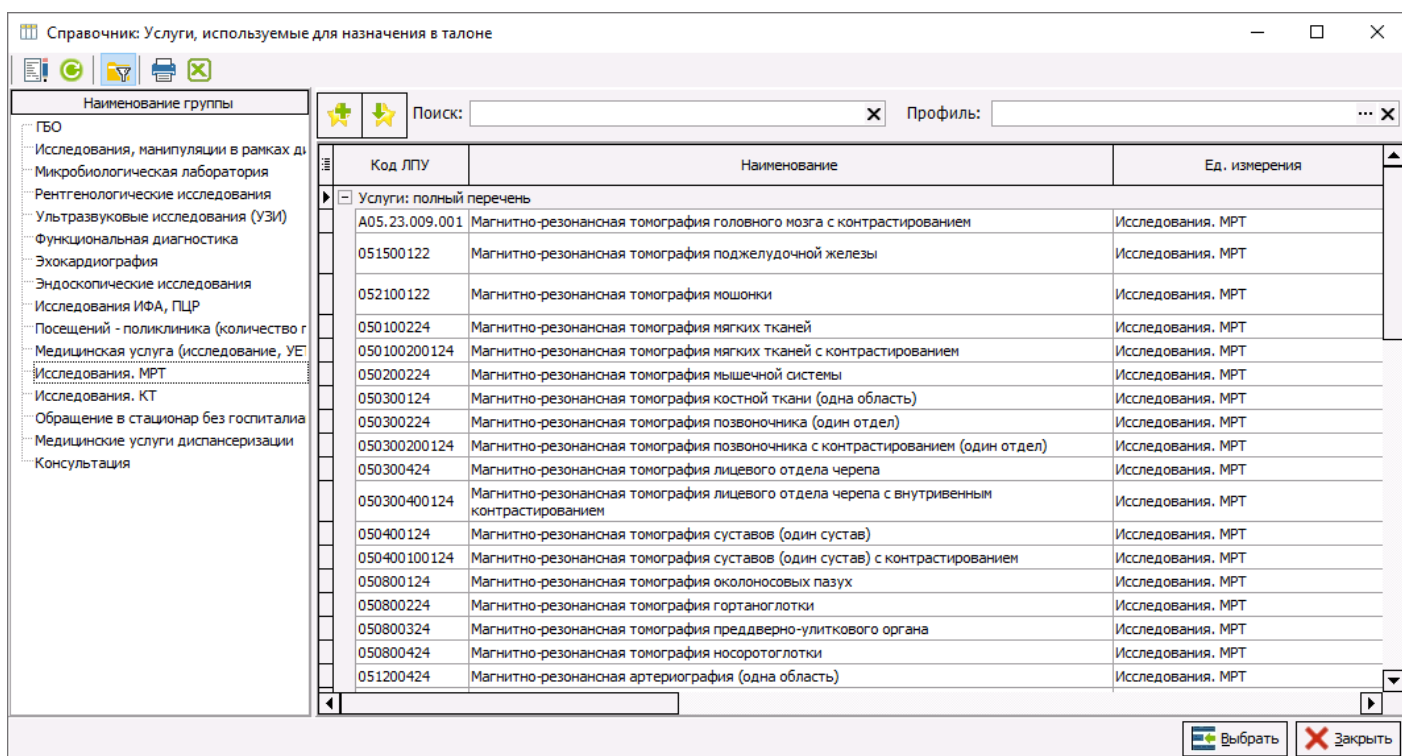 Справочник: Услуги, используемые для назначения в талоне
Наименование группы
ГБО
Исследования, манипуляции в рамках ди
Микробиологическая лаборатория
Рентгенологические исследования
Ультразвуковые исследования (УЗИ)
Функциональная диагностика
Эхокардиография
Эндоскопические исследования
Исследования ИФА, ПЦР
Посещений - поликлиника (количество п
Медицинская услуга (исследование, УЕТ
Исследования. МРТ
Исследования. КТ
Обращение в стационар без госпитализа
Медицинские услуги диспансеризации
Консультация
Поиск: Профиль:
Код ЛПУ Наименование Ед. измерения
Услуги: полный перечень
A05.23.009.001 Магнитно-резонансная томография головного мозга с контрастированием Исследования. МРТ
051500122 Магнитно-резонансная томография поджелудочной железы Исследования. МРТ
052100122 Магнитно-резонансная томография мошонки Исследования. МРТ
050100224 Магнитно-резонансная томография мягких тканей Исследования. МРТ
050100200124 Магнитно-резонансная томография мягких тканей с контрастированием Исследования. МРТ
050200224 Магнитно-резонансная томография мышечной системы Исследования. МРТ
050300124 Магнитно-резонансная томография костной ткани (одна область) Исследования. МРТ
050300224 Магнитно-резонансная томография позвоночника (один отдел) Исследования. МРТ
050300200124 Магнитно-резонансная томография позвоночника с контрастированием (один отдел) Исследования. МРТ
050300424 Магнитно-резонансная томография лицевого отдела черепа Исследования. МРТ
050300400124 Магнитно-резонансная томография лицевого отдела черепа с внутривенным
контрастированием Исследования. МРТ
050400124 Магнитно-резонансная томография суставов (один сустав) Исследования. МРТ
050400100124 Магнитно-резонансная томография суставов (один сустав) с контрастированием Исследования. МРТ
050800124 Магнитно-резонансная томография околоносовых пазух Исследования. МРТ
050800224 Магнитно-резонансная томография гортаноглотки Исследования. МРТ
050800324 Магнитно-резонансная томография преддверно-улиткового органа Исследования. МРТ
050800424 Магнитно-резонансная томография носоротоглотки Исследования. МРТ
051200424 Магнитно-резонансная артериография (одна область) Исследования. МРТ
Выбрать Закрыть